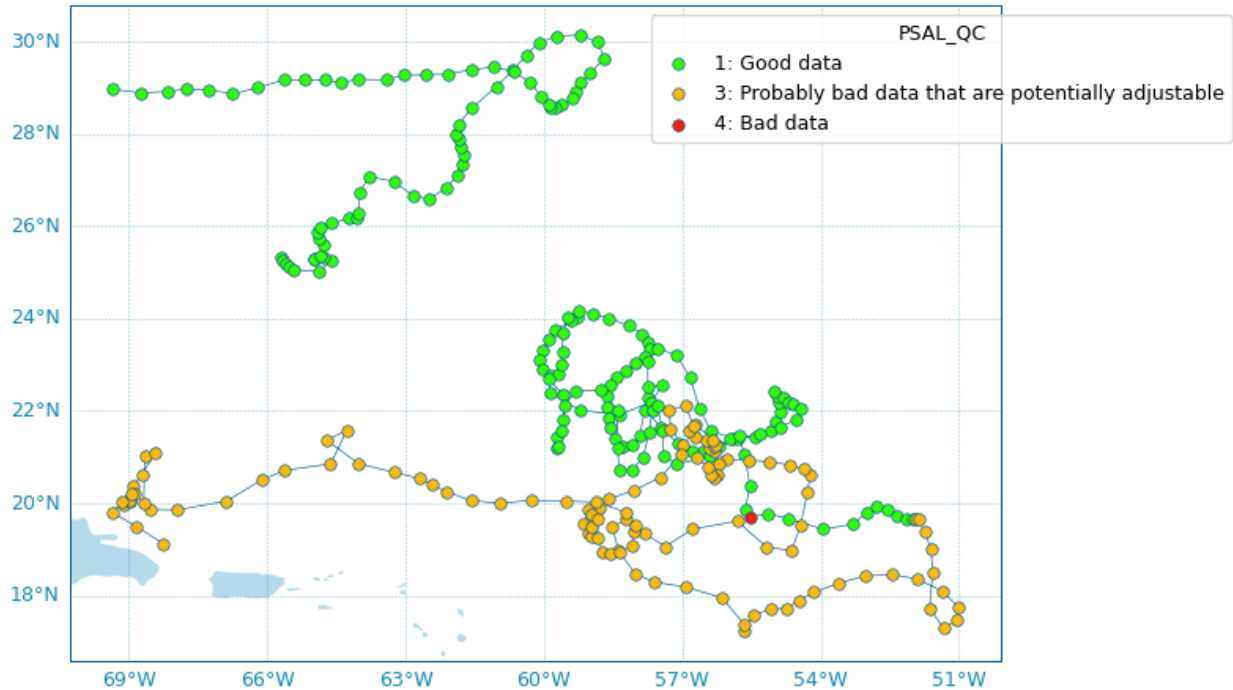 PSAL_QC
1: Good data
3: Probably bad data that are potentially adjustable
4: Bad data
30°N
28°N
26°N
24°N
22°N
20°N
18°N
69°W 66°W 63°W 60°W 57°W 54°W 51°W